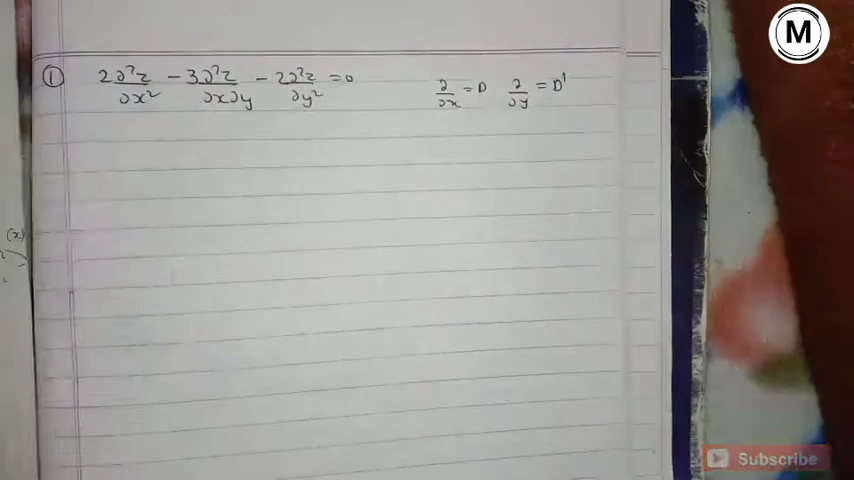 ① 2∂²z/∂x² - 3∂²z/∂x∂y - 2∂²z/∂y² = 0 ∂/∂x = D ∂/∂y = D'
(x)
M
Subscribe